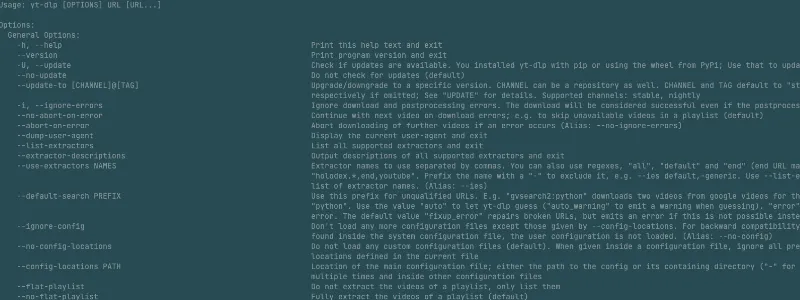 Usage: yt-dlp [OPTIONS] URL [URL...]
Options:
General Options:
-h, --help Print this help text and exit
--version Print program version and exit
-U, --update Check if updates are available. You installed yt-dlp with pip or using the wheel from PyPi; Use that to upda
--no-update Do not check for updates (default)
--update-to [CHANNEL]@[TAG] Upgrade/downgrade to a specific version. CHANNEL can be a repository as well. CHANNEL and TAG default to "st
respectively if omitted; See "UPDATE" for details. Supported channels: stable, nightly
-i, --ignore-errors Ignore download and postprocessing errors. The download will be considered successful even if the postproces
--no-abort-on-error Continue with next video on download errors; e.g. to skip unavailable videos in a playlist (default)
--abort-on-error Abort downloading of further videos if an error occurs (Alias: --no-ignore-errors)
--dump-user-agent Display the current user-agent and exit
--list-extractors List all supported extractors and exit
--extractor-descriptions Output descriptions of all supported extractors and exit
--use-extractors NAMES Extractor names to use separated by commas. You can also use regexes, "all", "default" and "end" (end URL ma
"holodex.*,end,youtube". Prefix the name with a "-" to exclude it, e.g. --ies default,-generic. Use --list-e
list of extractor names. (Alias: --ies)
--default-search PREFIX Use this prefix for unqualified URLs. E.g. "gvsearch2:python" downloads two videos from google videos for th
"python". Use the value "auto" to let yt-dlp guess ("auto_warning" to emit a warning when guessing). "error"
error. The default value "fixup_error" repairs broken URLs, but emits an error if this is not possible inste
--ignore-config Don't load any more configuration files except those given by --config-locations. For backward compatibility
found inside the system configuration file, the user configuration is not loaded. (Alias: --no-config)
--no-config-locations Do not load any custom configuration files (default). When given inside a configuration file, ignore all pre
locations defined in the current file
--config-locations PATH Location of the main configuration file; either the path to the config or its containing directory ("-" for
multiple times and inside other configuration files
--flat-playlist Do not extract the videos of a playlist, only list them
--no-flat-playlist Fully extract the videos of a playlist (default)